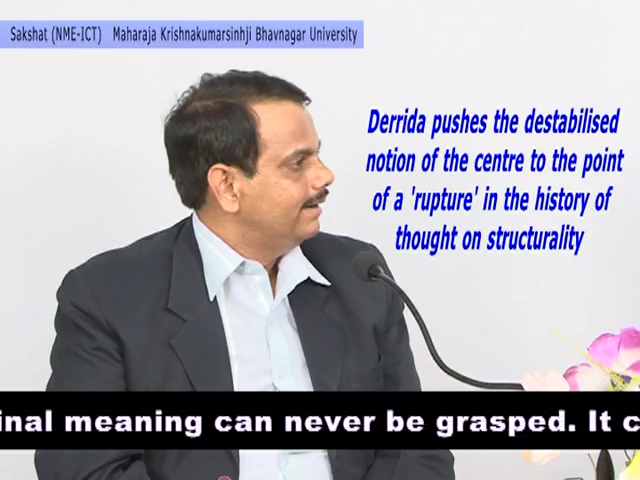 Sakshat (NME-ICT) Maharaja Krishnakumarsinhji Bhavnagar University
Derrida pushes the destabilised
notion of the centre to the point
of a 'rupture' in the history of
thought on structurality
inal meaning can never be grasped. It c